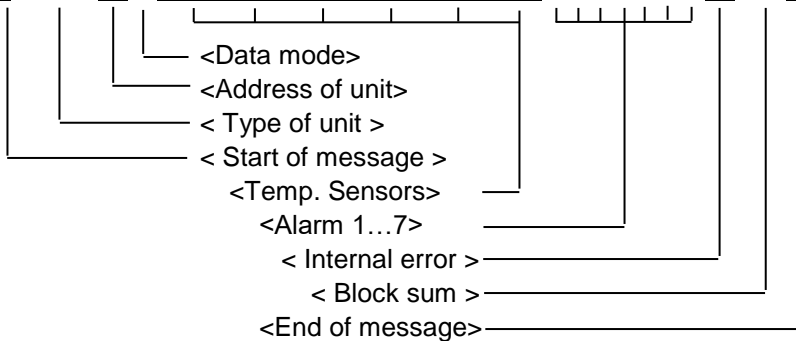 <Data mode>
<Address of unit>
< Type of unit >
< Start of message >
<Temp. Sensors>
<Alarm 1…7>
< Internal error >
< Block sum >
<End of message>